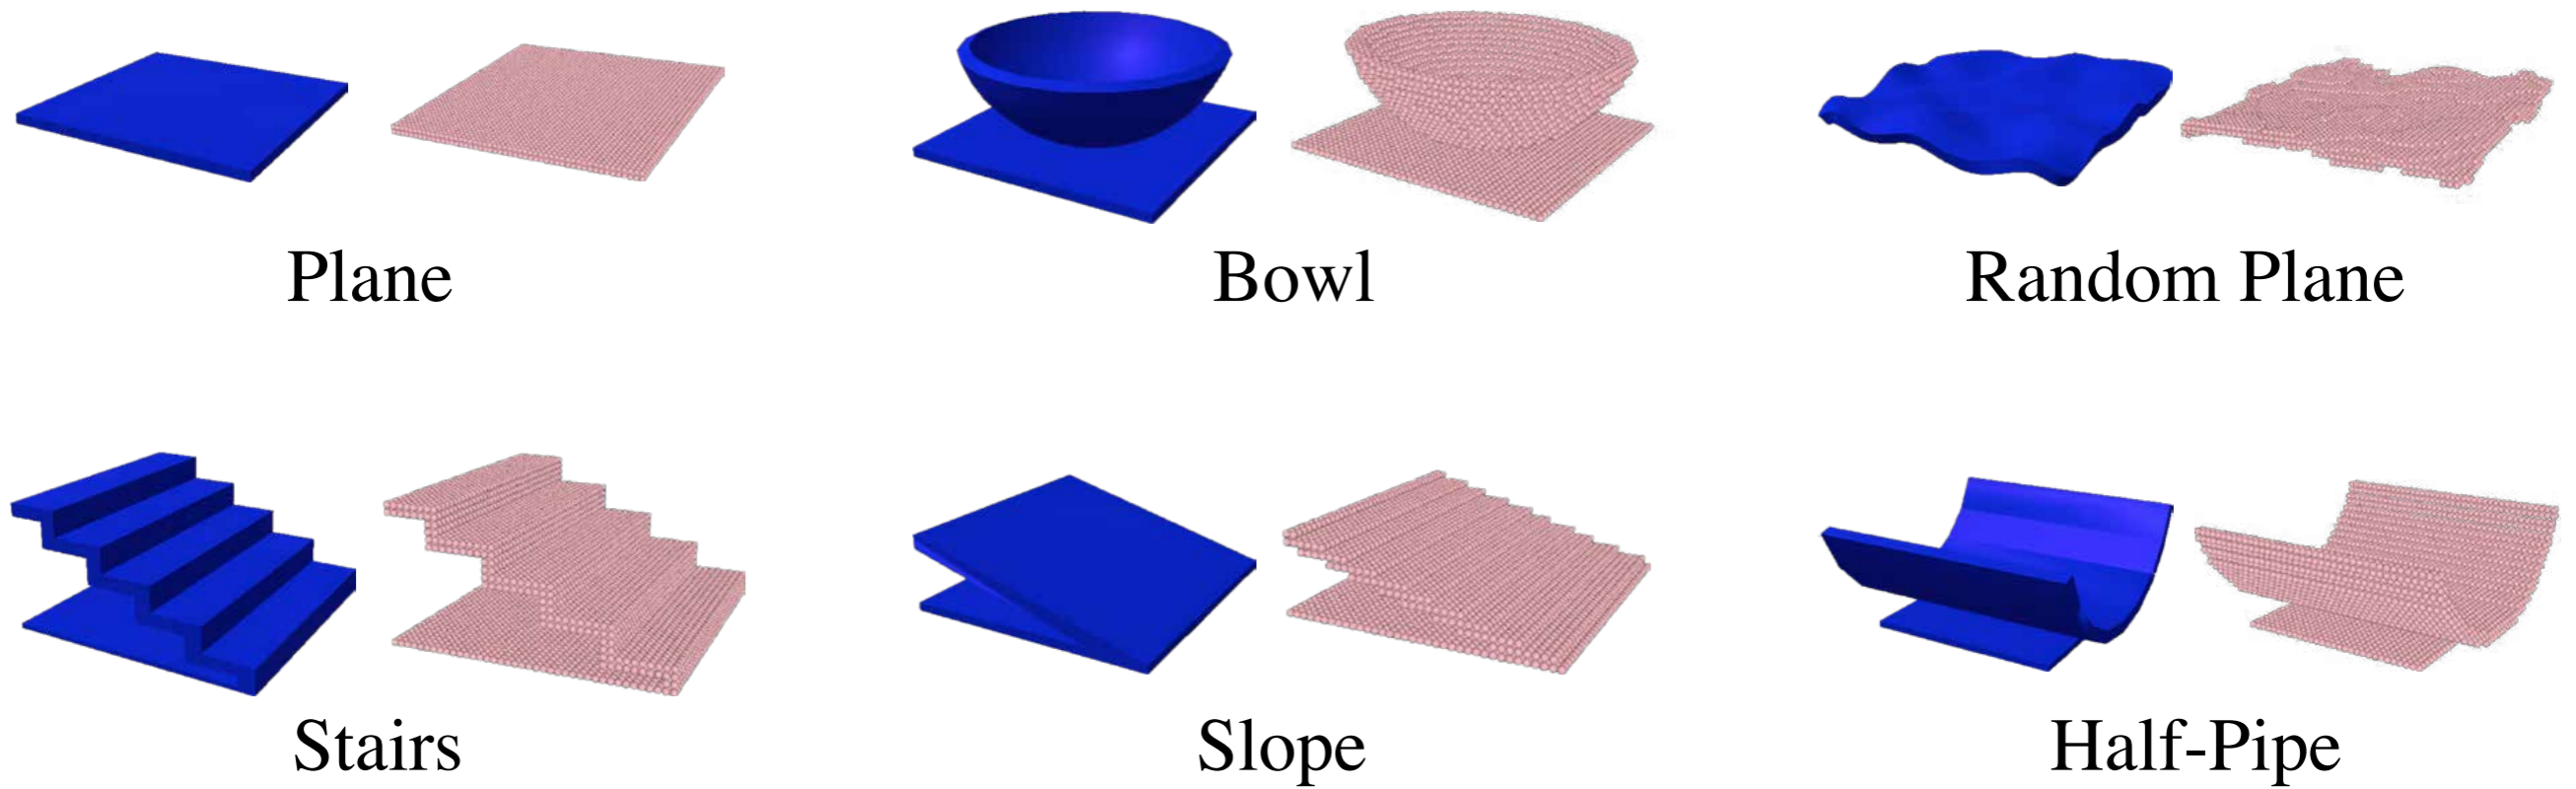 Plane
Bowl
Random Plane
Stairs
Slope
Half-Pipe